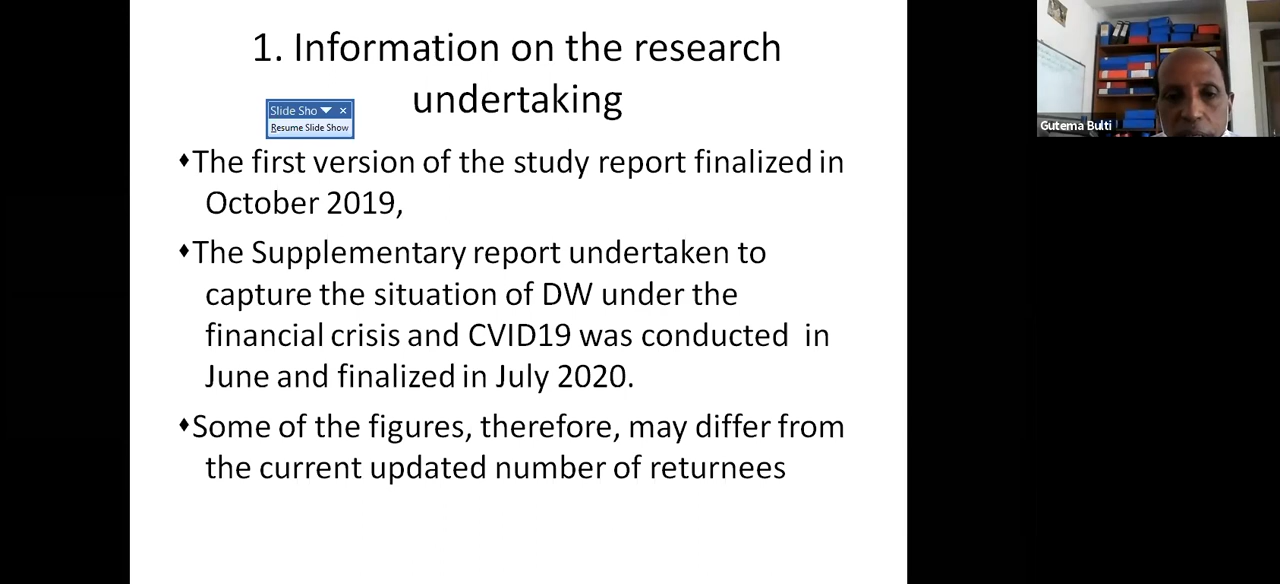 1. Information on the research
undertaking
Slide Sho
Resume Slide Show
♦The first version of the study report finalized in
October 2019,
♦The Supplementary report undertaken to
capture the situation of DW under the
financial crisis and CVID19 was conducted in
June and finalized in July 2020.
♦Some of the figures, therefore, may differ from
the current updated number of returnees
Gutema Bulti